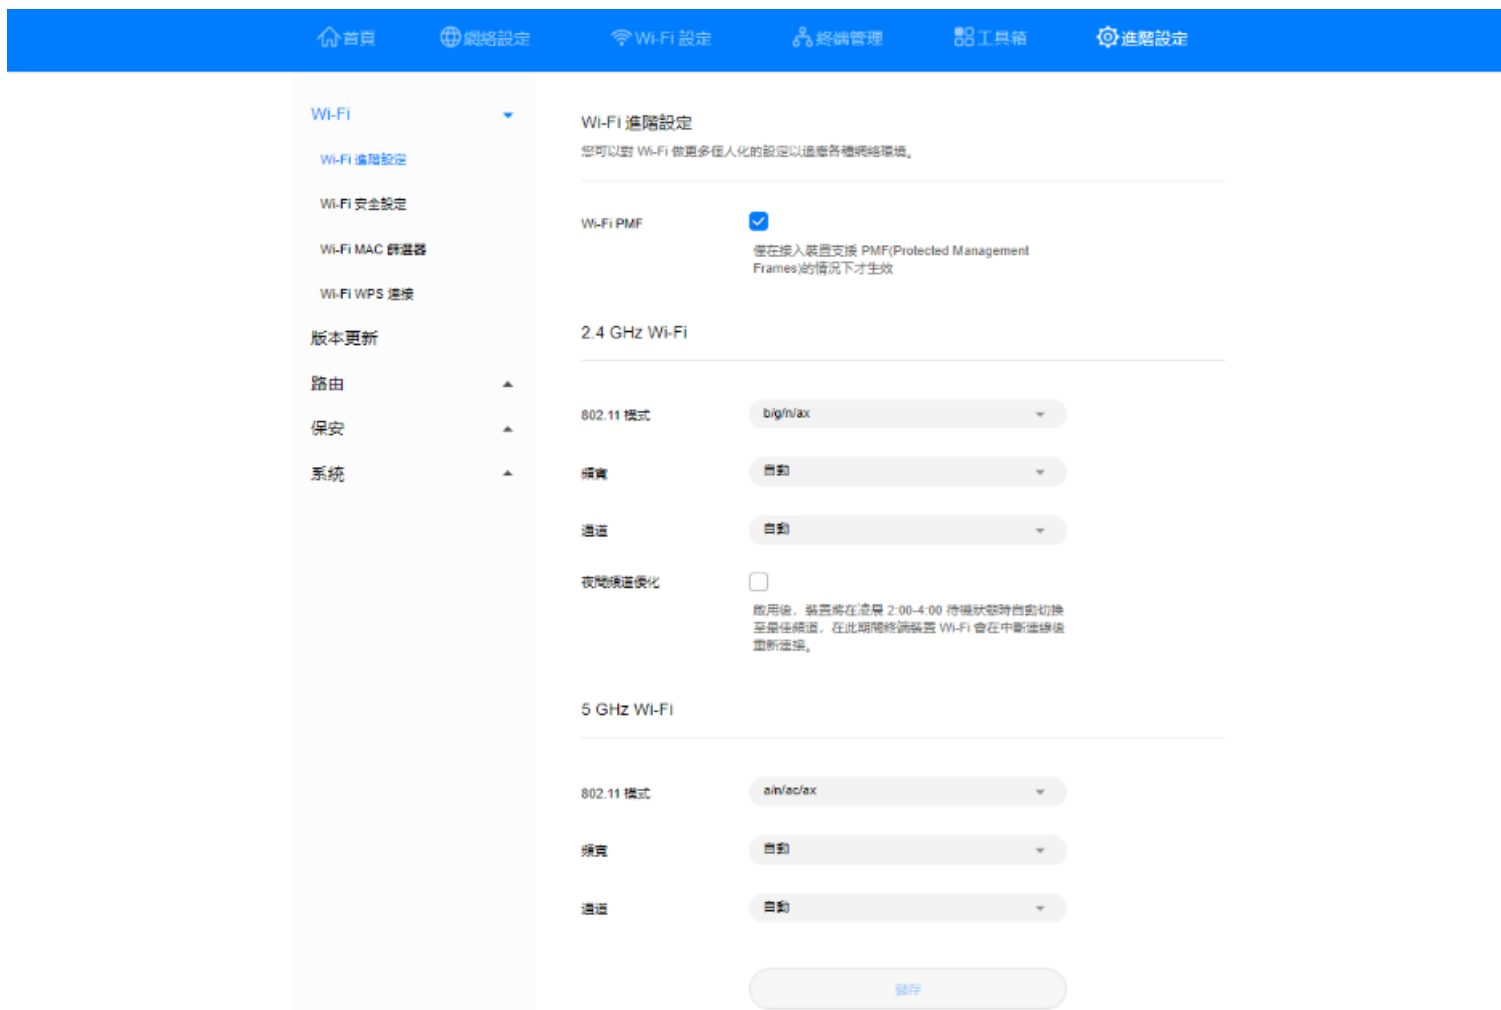 首頁
網絡設定
Wi-Fi 設定
終端管理
工具箱
進階設定
Wi-Fi
Wi-Fi 進階設定
Wi-Fi 安全設定
Wi-Fi MAC 篩選器
Wi-Fi WPS 連接
版本更新
路由
保安
系統
Wi-Fi 進階設定
您可以對 Wi-Fi 做更多個人化的設定以適應各種網絡環境。
Wi-Fi PMF
僅在接入裝置支援 PMF(Protected Management
Frames)的情況下才生效
2.4 GHz Wi-Fi
802.11 模式
b/g/n/ax
頻寬
自動
通道
自動
夜間頻道優化
啟用後，裝置將在凌晨 2:00-4:00 待機狀態時自動切換
至最佳頻道，在此期間終端裝置 Wi-Fi 會在中斷連線後
重新連接。
5 GHz Wi-Fi
802.11 模式
a/n/ac/ax
頻寬
自動
通道
自動
儲存